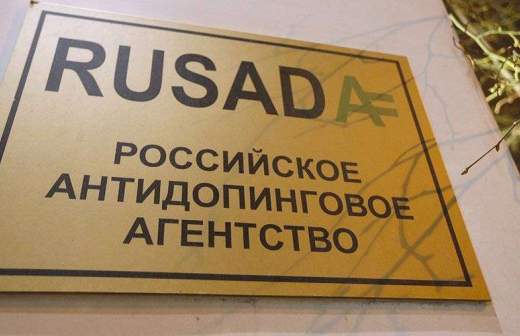 RUSADA
РОССИЙСКОЕ
АНТИДОПИНГОВОЕ
АГЕНТСТВО